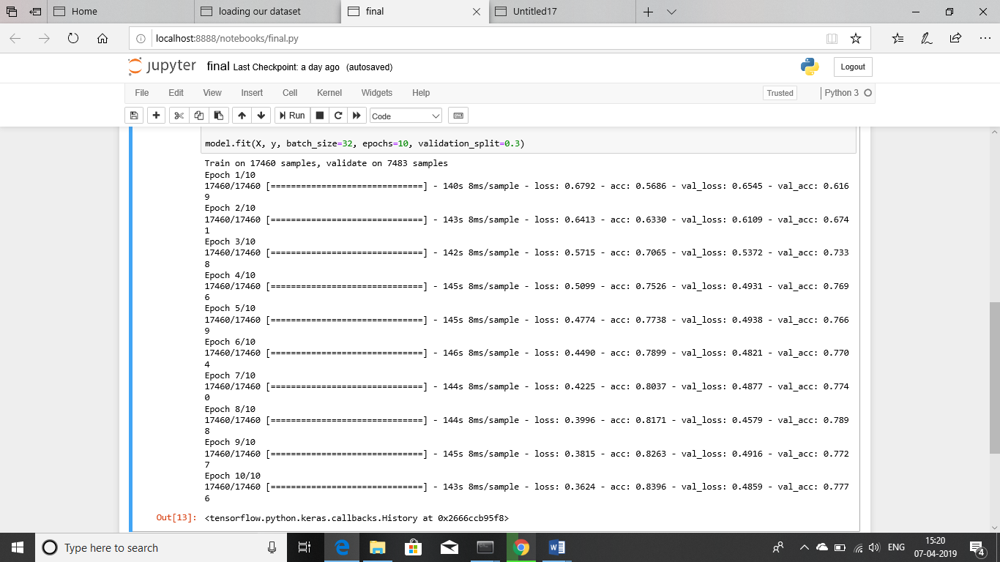 Home
loading our dataset
final
Untitled17
localhost:8888/notebooks/final.py
jupyter final Last Checkpoint: a day ago (autosaved)
Logout
File Edit View Insert Cell Kernel Widgets Help
Trusted
Python 3
Run
Code
model.fit(X, y, batch_size=32, epochs=10, validation_split=0.3)
Train on 17460 samples, validate on 7483 samples
Epoch 1/10
17460/17460 [==============================] - 140s 8ms/sample - loss: 0.6792 - acc: 0.5686 - val_loss: 0.6545 - val_acc: 0.616
9
Epoch 2/10
17460/17460 [==============================] - 143s 8ms/sample - loss: 0.6413 - acc: 0.6330 - val_loss: 0.6109 - val_acc: 0.674
1
Epoch 3/10
17460/17460 [==============================] - 142s 8ms/sample - loss: 0.5715 - acc: 0.7065 - val_loss: 0.5372 - val_acc: 0.733
8
Epoch 4/10
17460/17460 [==============================] - 145s 8ms/sample - loss: 0.5099 - acc: 0.7526 - val_loss: 0.4931 - val_acc: 0.769
6
Epoch 5/10
17460/17460 [==============================] - 145s 8ms/sample - loss: 0.4774 - acc: 0.7738 - val_loss: 0.4938 - val_acc: 0.766
9
Epoch 6/10
17460/17460 [==============================] - 146s 8ms/sample - loss: 0.4490 - acc: 0.7899 - val_loss: 0.4821 - val_acc: 0.770
4
Epoch 7/10
17460/17460 [==============================] - 144s 8ms/sample - loss: 0.4225 - acc: 0.8037 - val_loss: 0.4877 - val_acc: 0.774
0
Epoch 8/10
17460/17460 [==============================] - 144s 8ms/sample - loss: 0.3996 - acc: 0.8171 - val_loss: 0.4579 - val_acc: 0.789
8
Epoch 9/10
17460/17460 [==============================] - 145s 8ms/sample - loss: 0.3815 - acc: 0.8263 - val_loss: 0.4916 - val_acc: 0.772
7
Epoch 10/10
17460/17460 [==============================] - 143s 8ms/sample - loss: 0.3624 - acc: 0.8396 - val_loss: 0.4859 - val_acc: 0.777
6
Out[13]: <tensorflow.python.keras.callbacks.History at 0x2666ccb95f8>
Type here to search
ENG
15:20
07-04-2019
4